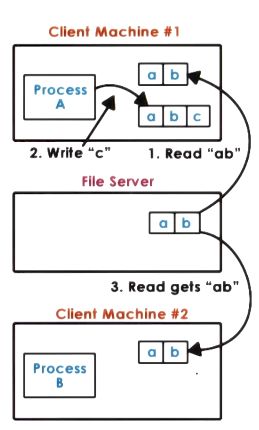 Client Machine #1
a b
Process
A
a b c
2. Write "c"
1. Read "ab"
File Server
a b
3. Read gets "ab"
Client Machine #2
a b
Process
B